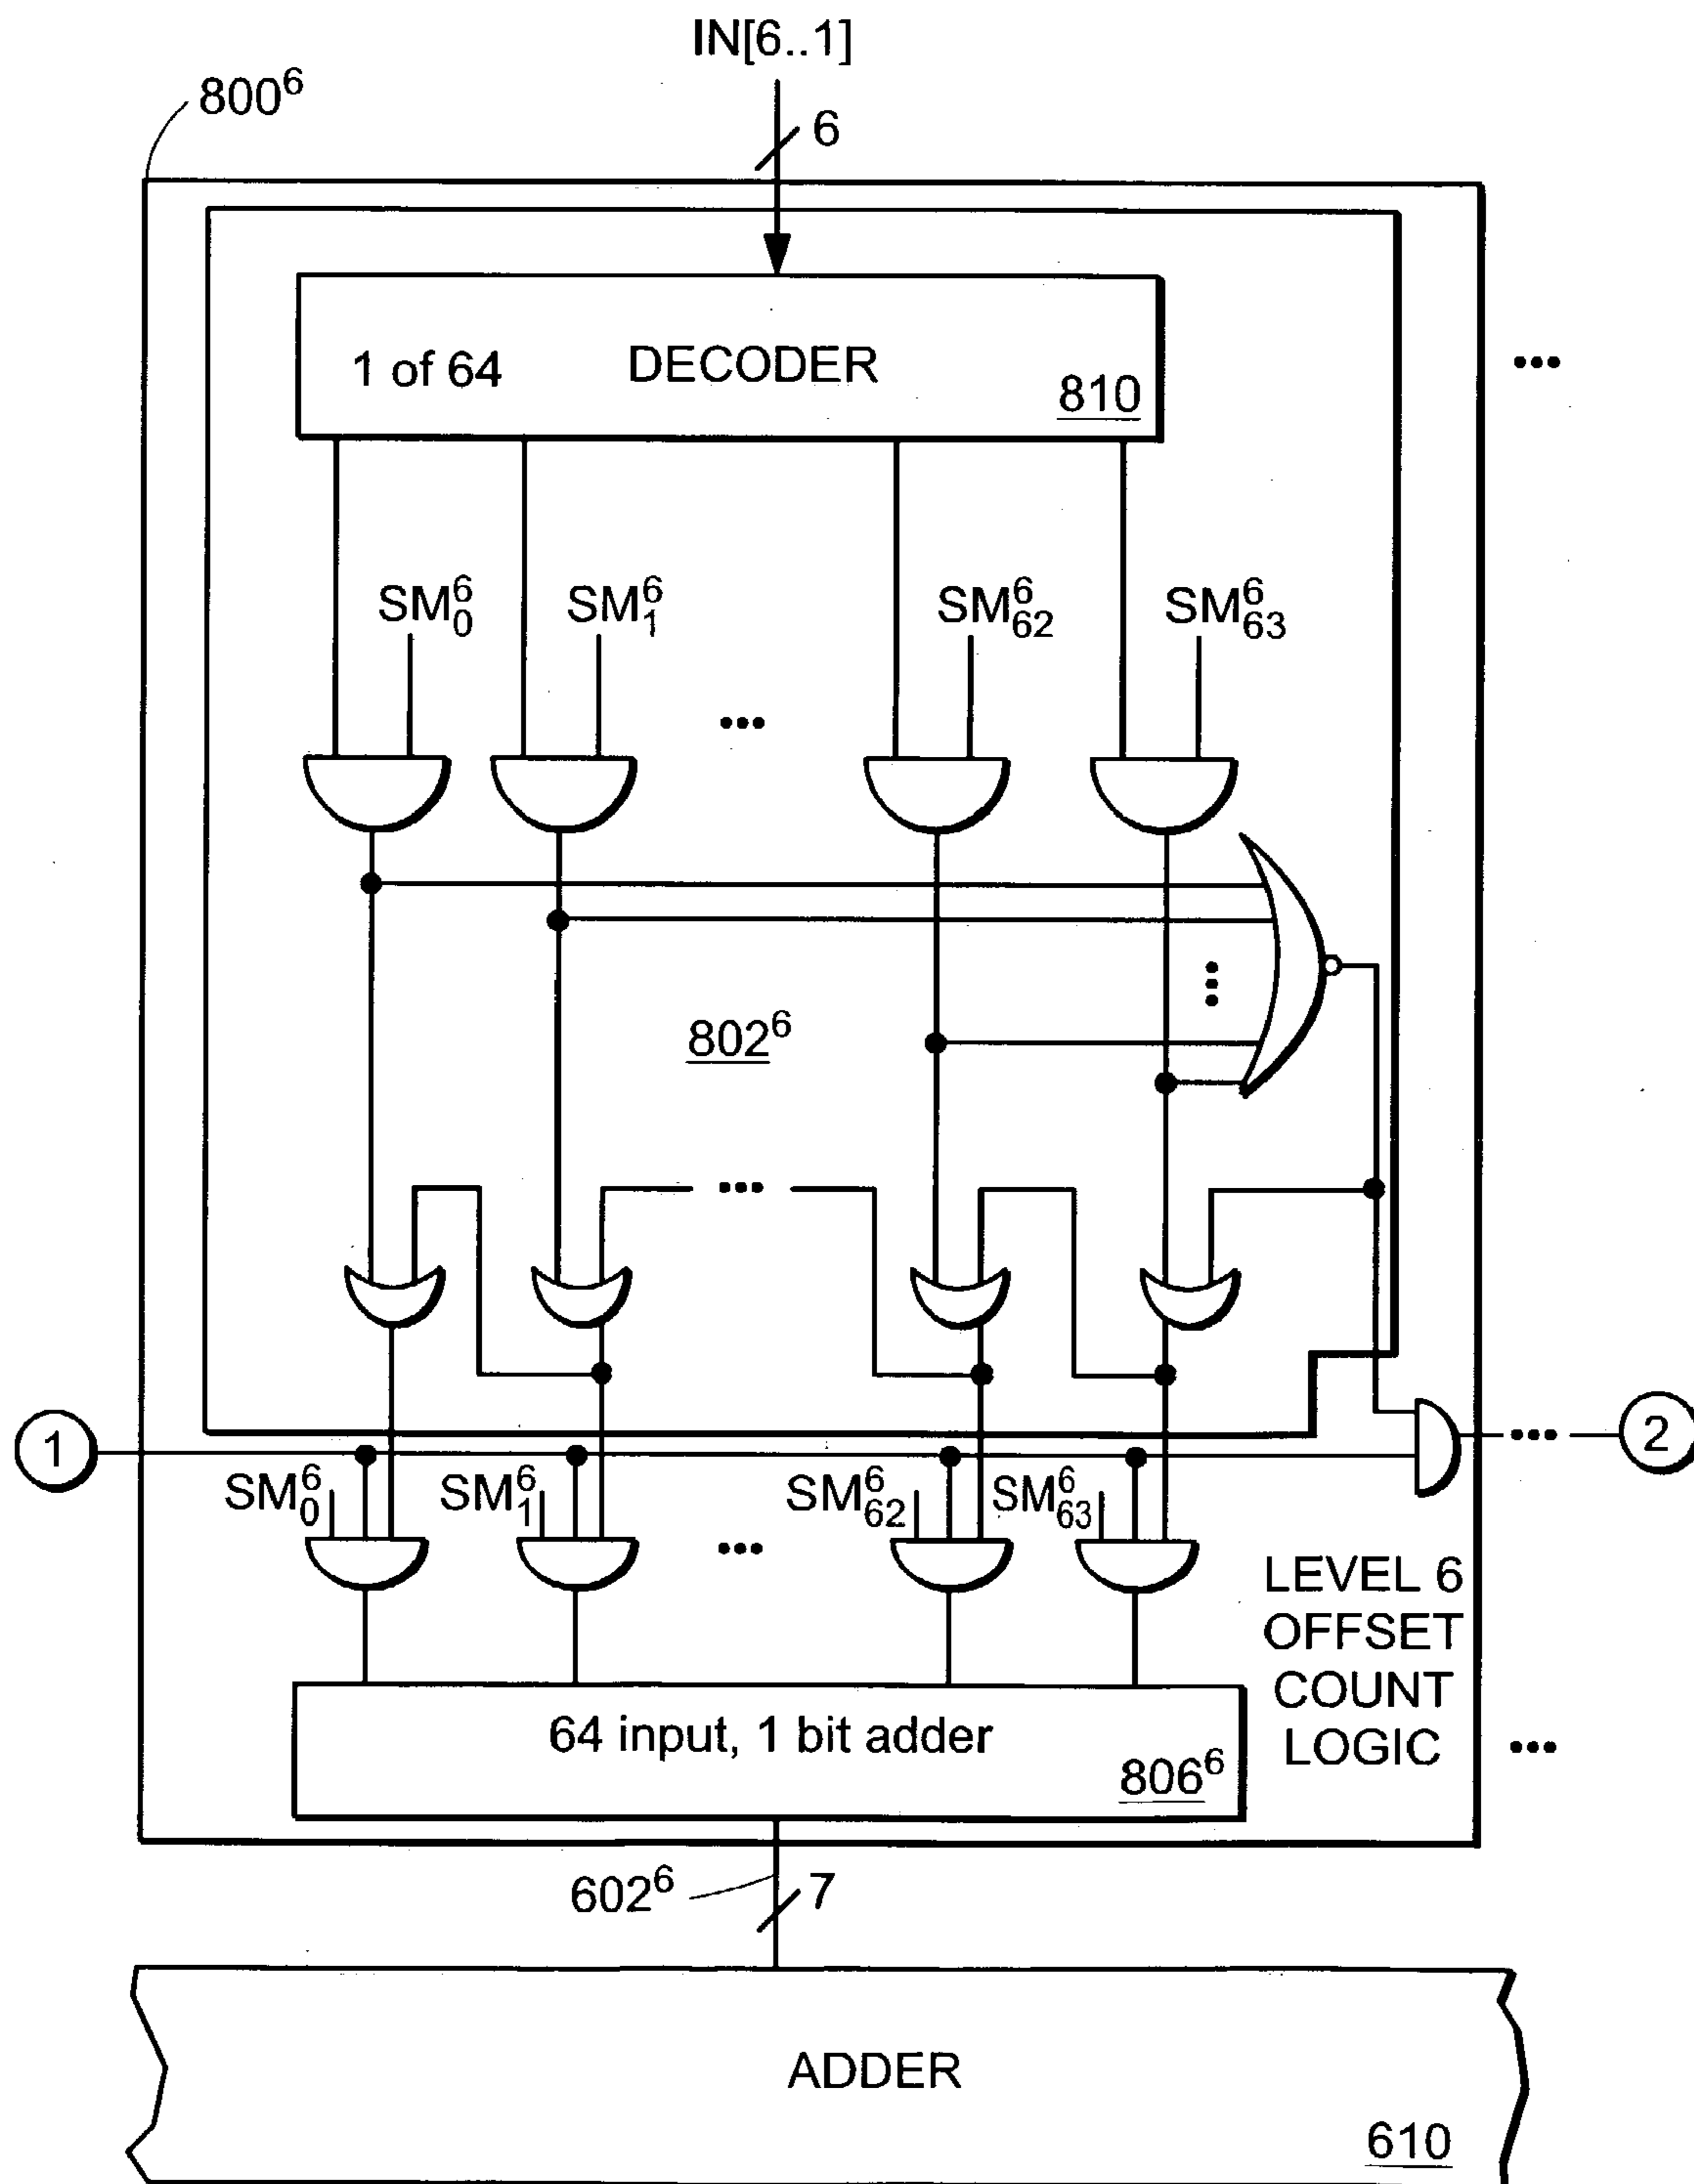 IN[6..1]
800⁶
6
1 of 64 DECODER
810
SM⁶₀ SM⁶₁ SM⁶₆₂ SM⁶₆₃
...
...
802⁶
...
1
... 2
SM⁶₀ SM⁶₁ SM⁶₆₂ SM⁶₆₃
...
LEVEL 6
OFFSET
COUNT
LOGIC
64 input, 1 bit adder
806⁶
...
602⁶
7
ADDER
610